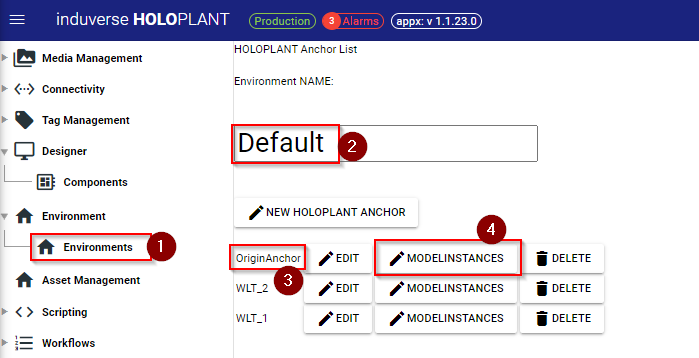 induverse HOLOPLANT Production 3 Alarms appx: v 1.1.23.0
Media Management
Connectivity
Tag Management
Designer
Components
Environment
Environments 1
Asset Management
Scripting
Workflows
HOLOPLANT Anchor List
Environment NAME:
Default 2
NEW HOLOPLANT ANCHOR
4
OriginAnchor EDIT MODELINSTANCES DELETE
3
WLT_2 EDIT MODELINSTANCES DELETE
WLT_1 EDIT MODELINSTANCES DELETE